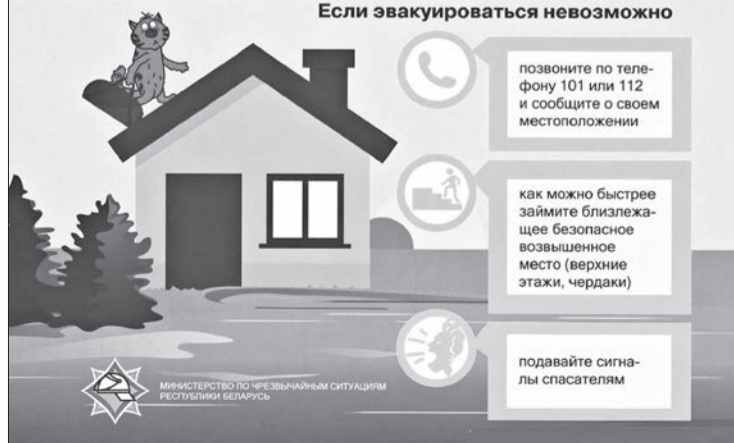 Если эвакуироваться невозможно
позвоните по теле-
фону 101 или 112
и сообщите о своем
местоположении
как можно быстрее
займите близлежа-
щее безопасное
возвышенное
место (верхние
этажи, чердаки)
подавайте сигна-
лы спасателям
МИНИСТЕРСТВО ПО ЧРЕЗВЫЧАЙНЫМ СИТУАЦИЯМ
РЕСПУБЛИКИ БЕЛАРУСЬ